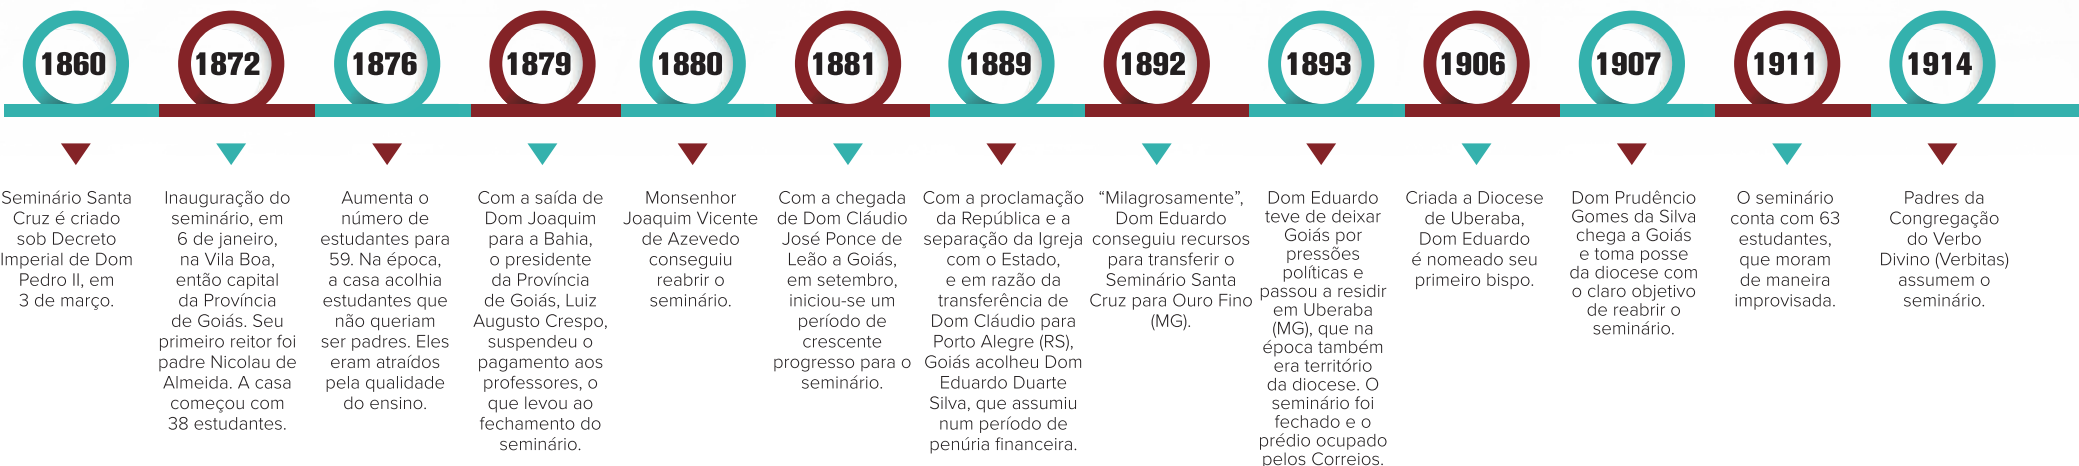 1860
Seminário Santa
Cruz é criado
sob Decreto
Imperial de Dom
Pedro II, em
3 de março.
1872
Inauguração do
seminário, em
6 de janeiro,
na Vila Boa,
então capital
da Província
de Goiás. Seu
primeiro reitor foi
padre Nicolau de
Almeida. A casa
começou com
38 estudantes.
1876
Aumenta o
número de
estudantes para
59. Na época,
a casa acolhia
estudantes que
não queriam
ser padres. Eles
eram atraídos
pela qualidade
do ensino.
1879
Com a saída de
Dom Joaquim
para a Bahia,
o presidente
da Província
de Goiás, Luiz
Augusto Crespo,
suspendeu o
pagamento aos
professores, o
que levou ao
fechamento do
seminário.
1880
Monsenhor
Joaquim Vicente
de Azevedo
conseguiu
reabrir o
seminário.
1881
Com a chegada
de Dom Cláudio
José Ponce de
Leão a Goiás,
em setembro,
iniciou-se um
período de
crescente
progresso para o
seminário.
1889
Com a proclamação
da República e a
separação da Igreja
com o Estado,
e em razão da
transferência de
Dom Cláudio para
Porto Alegre (RS),
Goiás acolheu Dom
Eduardo Duarte
Silva, que assumiu
num período de
penúria financeira.
1892
“Milagrosamente”,
Dom Eduardo
conseguiu recursos
para transferir o
Seminário Santa
Cruz para Ouro Fino
(MG).
1893
Dom Eduardo
teve de deixar
Goiás por
pressões
políticas e
passou a residir
em Uberaba
(MG), que na
época também
era território
da diocese. O
seminário foi
fechado e o
prédio ocupado
pelos Correios.
1906
Criada a Diocese
de Uberaba,
Dom Eduardo
é nomeado seu
primeiro bispo.
1907
Dom Prudêncio
Gomes da Silva
chega a Goiás
e toma posse
da diocese com
o claro objetivo
de reabrir o
seminário.
1911
O seminário
conta com 63
estudantes,
que moram
de maneira
improvisada.
1914
Padres da
Congregação
do Verbo
Divino (Verbitas)
assumem o
seminário.